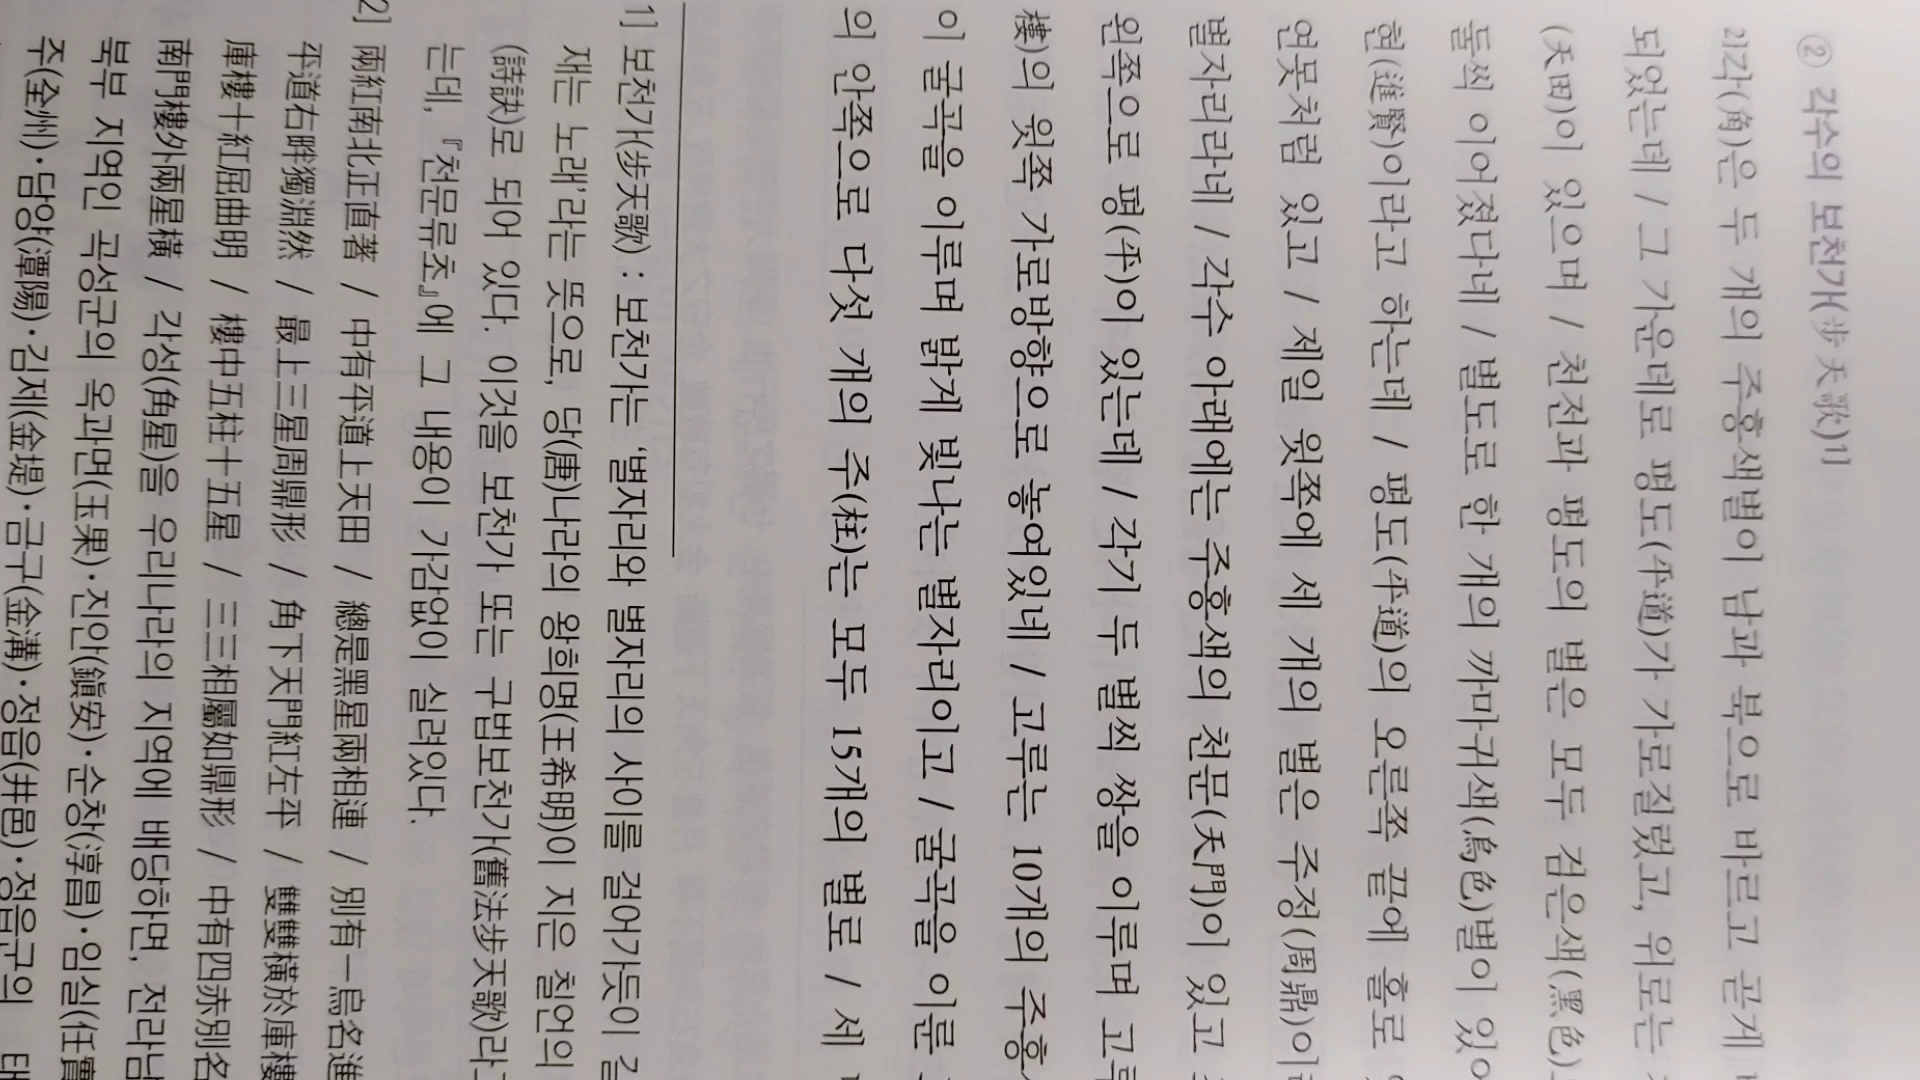 ② 각수의 보천가(步天歌)1]
2]각(角)은 두 개의 주홍색별이 남과 북으로 바르고 곧게
되었는데 / 그 가운데로 평도(平道)가 가로질렀고, 위로는
(天田)이 있으며 / 천전과 평도의 별은 모두 검은색(黑色)
둘씩 이어졌다네 / 별도로 한 개의 까마귀색(烏色)별이 있어
현(進賢)이라고 하는데 / 평도(平道)의 오른쪽 끝에 홀로
연못처럼 있고 / 제일 윗쪽에 세 개의 별은 주정(周鼎)이
별자리라네 / 각수 아래에는 주홍색의 천문(天門)이 있고
왼쪽으로 평(平)이 있는데 / 각기 두 별씩 쌍을 이루며 고루
樓)의 윗쪽 가로방향으로 놓여있네 / 고루는 10개의 주홍
이 굴곡을 이루며 밝게 빛나는 별자리이고 / 굴곡을 이룬
의 안쪽으로 다섯 개의 주(柱)는 모두 15개의 별로 / 세
1] 보천가(步天歌) : 보천가는 '별자리와 별자리의 사이를 걸어가듯이
재는 노래'라는 뜻으로, 당(唐)나라의 왕희명(王希明)이 지은 칠언의
(詩訣)로 되어 있다. 이것을 보천가 또는 구법보천가(舊法步天歌)라
는데, 『천문류초』에 그 내용이 가감없이 실려있다.
2] 兩紅南北正直著 / 中有平道上天田 / 總是黑星兩相連 / 別有一烏名進
平道右畔獨淵然 / 最上三星周鼎形 / 角下天門紅左平 / 雙雙橫於庫樓
庫樓十紅屈曲明 / 樓中五柱十五星 / 三三相屬如鼎形 / 中有四赤別名
南門樓外兩星橫 / 각성(角星)을 우리나라의 지역에 배당하면, 전라남
북부 지역인 곡성군의 옥과면(玉果)·진안(鎭安)·순창(淳昌)·임실(任實
주(全州)·담양(潭陽)·김제(金堤)·금구(金溝)·정읍(井邑)·정읍군의 태